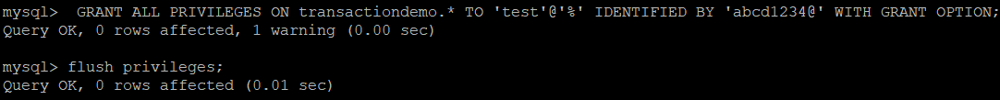 mysql>  GRANT ALL PRIVILEGES ON transactiondemo.* TO 'test'@'%' IDENTIFIED BY 'abcd1234@' WITH GRANT OPTION;
Query OK, 0 rows affected, 1 warning (0.00 sec)
mysql> flush privileges;
Query OK, 0 rows affected (0.01 sec)